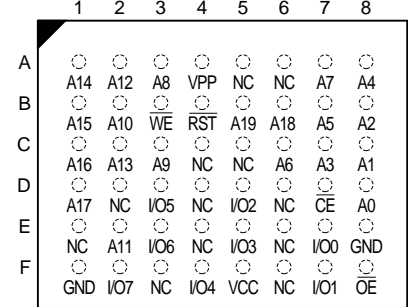 1 2 3 4 5 6 7 8
A
A14 A12 A8 VPP NC NC A7 A4
B
A15 A10 WE RST A19 A18 A5 A2
C
A16 A13 A9 NC NC A6 A3 A1
D
A17 NC I/O5 NC I/O2 NC CE A0
E
NC A11 I/O6 NC I/O3 NC I/O0 GND
F
GND I/O7 NC I/O4 VCC NC I/O1 OE